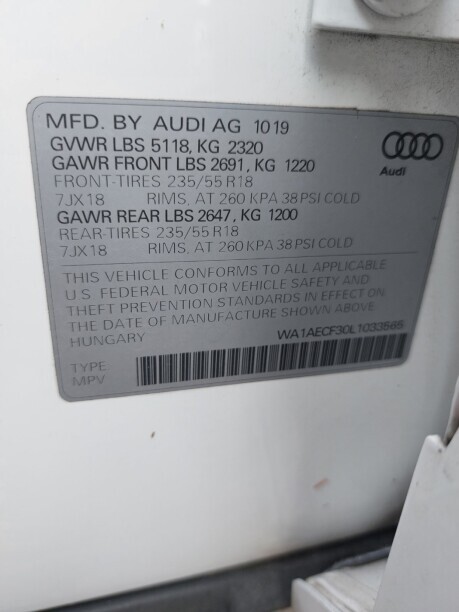 MFD. BY AUDI AG 10 19
GVWR LBS 5118, KG 2320
GAWR FRONT LBS 2691, KG 1220
FRONT-TIRES 235/55 R18
7JX18 RIMS, AT 260 KPA 38 PSI COLD
GAWR REAR LBS 2647, KG 1200
REAR-TIRES 235/55 R18
7JX18 RIMS, AT 260 KPA 38 PSI COLD
Audi
THIS VEHICLE CONFORMS TO ALL APPLICABLE
U.S. FEDERAL MOTOR VEHICLE SAFETY AND
THEFT PREVENTION STANDARDS IN EFFECT ON
THE DATE OF MANUFACTURE SHOWN ABOVE.
HUNGARY
WA1AECF30L1033565
TYPE
MPV